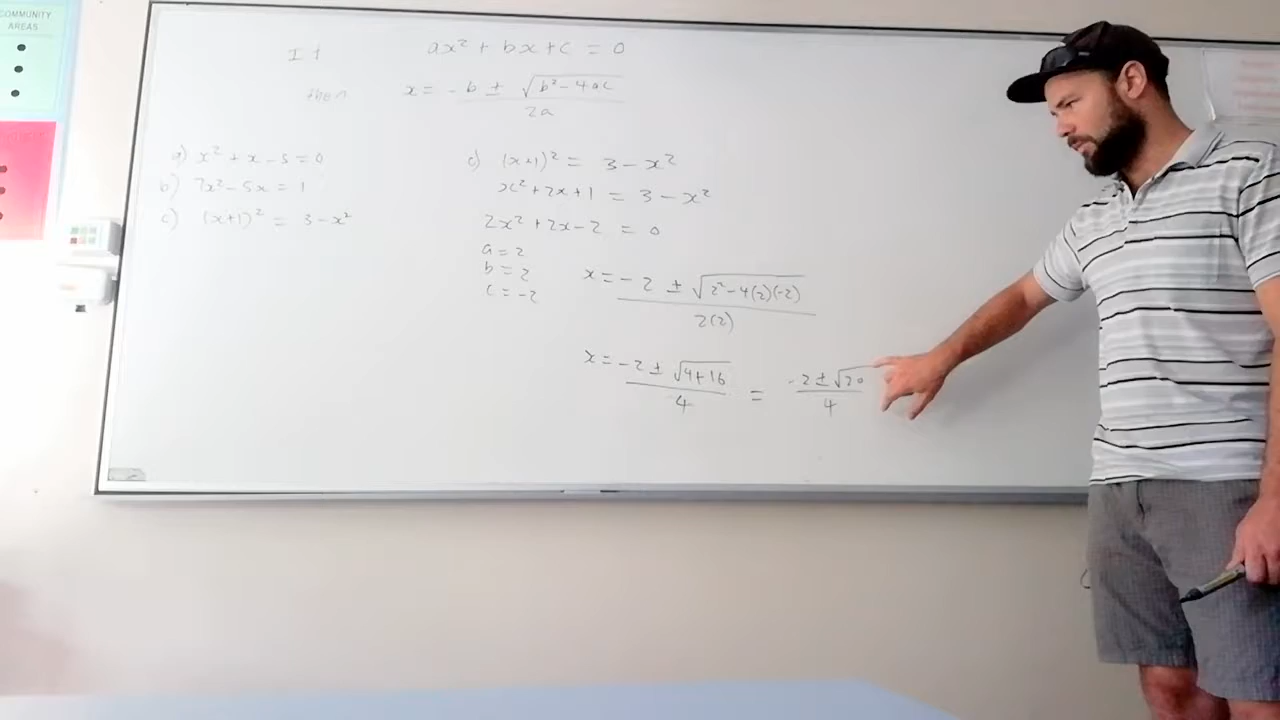 COMMUNITY
AREAS
If ax² + bx + c = 0
then x = -b ± √(b² - 4ac) / 2a
a) x² + x - 5 = 0
b) 7x² - 5x = 1
c) (x+1)² = 3 - x²
c) (x+1)² = 3 - x²
x² + 2x + 1 = 3 - x²
2x² + 2x - 2 = 0
a = 2
b = 2
c = -2
x = -2 ± √(2² - 4(2)(-2)) / 2(2)
x = -2 ± √(4+16) / 4 = -2 ± √20 / 4